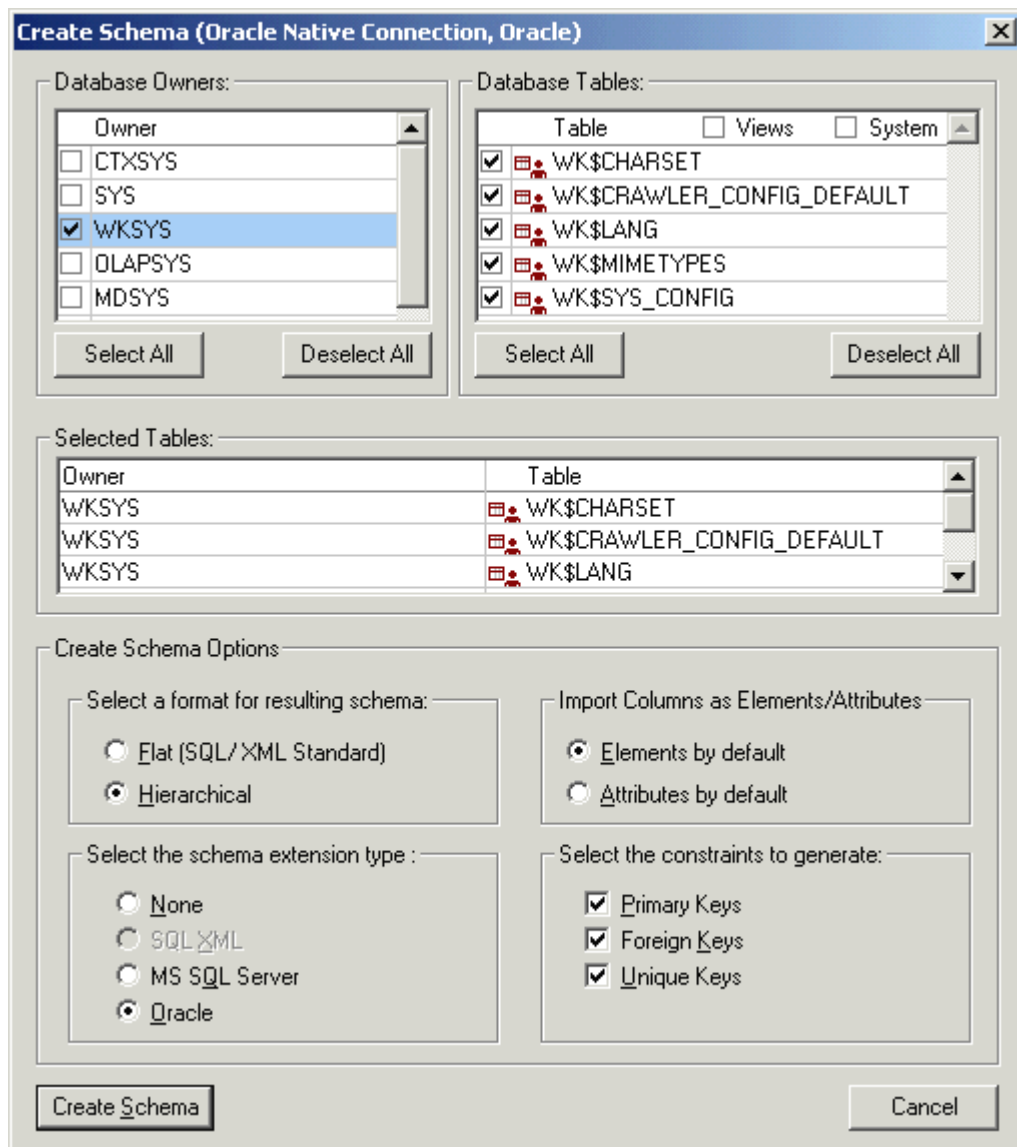 Create Schema (Oracle Native Connection, Oracle)
Database Owners:
Owner
CTXSYS
SYS
WKSYS
OLAPSYS
MDSYS
Select All Deselect All
Database Tables:
Table Views System
WK$CHARSET
WK$CRAWLER_CONFIG_DEFAULT
WK$LANG
WK$MIMETYPES
WK$SYS_CONFIG
Select All Deselect All
Selected Tables:
Owner Table
WKSYS WK$CHARSET
WKSYS WK$CRAWLER_CONFIG_DEFAULT
WKSYS WK$LANG
Create Schema Options
Select a format for resulting schema:
Flat (SQL/XML Standard)
Hierarchical
Import Columns as Elements/Attributes
Elements by default
Attributes by default
Select the schema extension type :
None
SQL XML
MS SQL Server
Oracle
Select the constraints to generate:
Primary Keys
Foreign Keys
Unique Keys
Create Schema Cancel